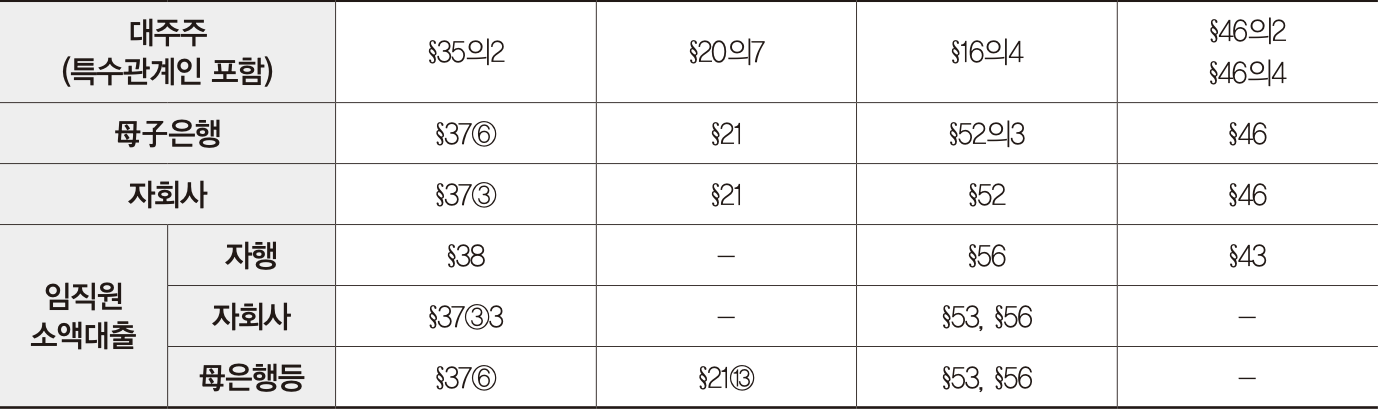 대주주
(특수관계인 포함) §35의2 §20의7 §16의4 §46의2
§46의4
母子은행 §37⑥ §21 §52의3 §46
자회사 §37③ §21 §52 §46
임직원
소액대출
자행 §38 – §56 §43
자회사 §37③3 – §53, §56 –
母은행등 §37⑥ §21⑬ §53, §56 –